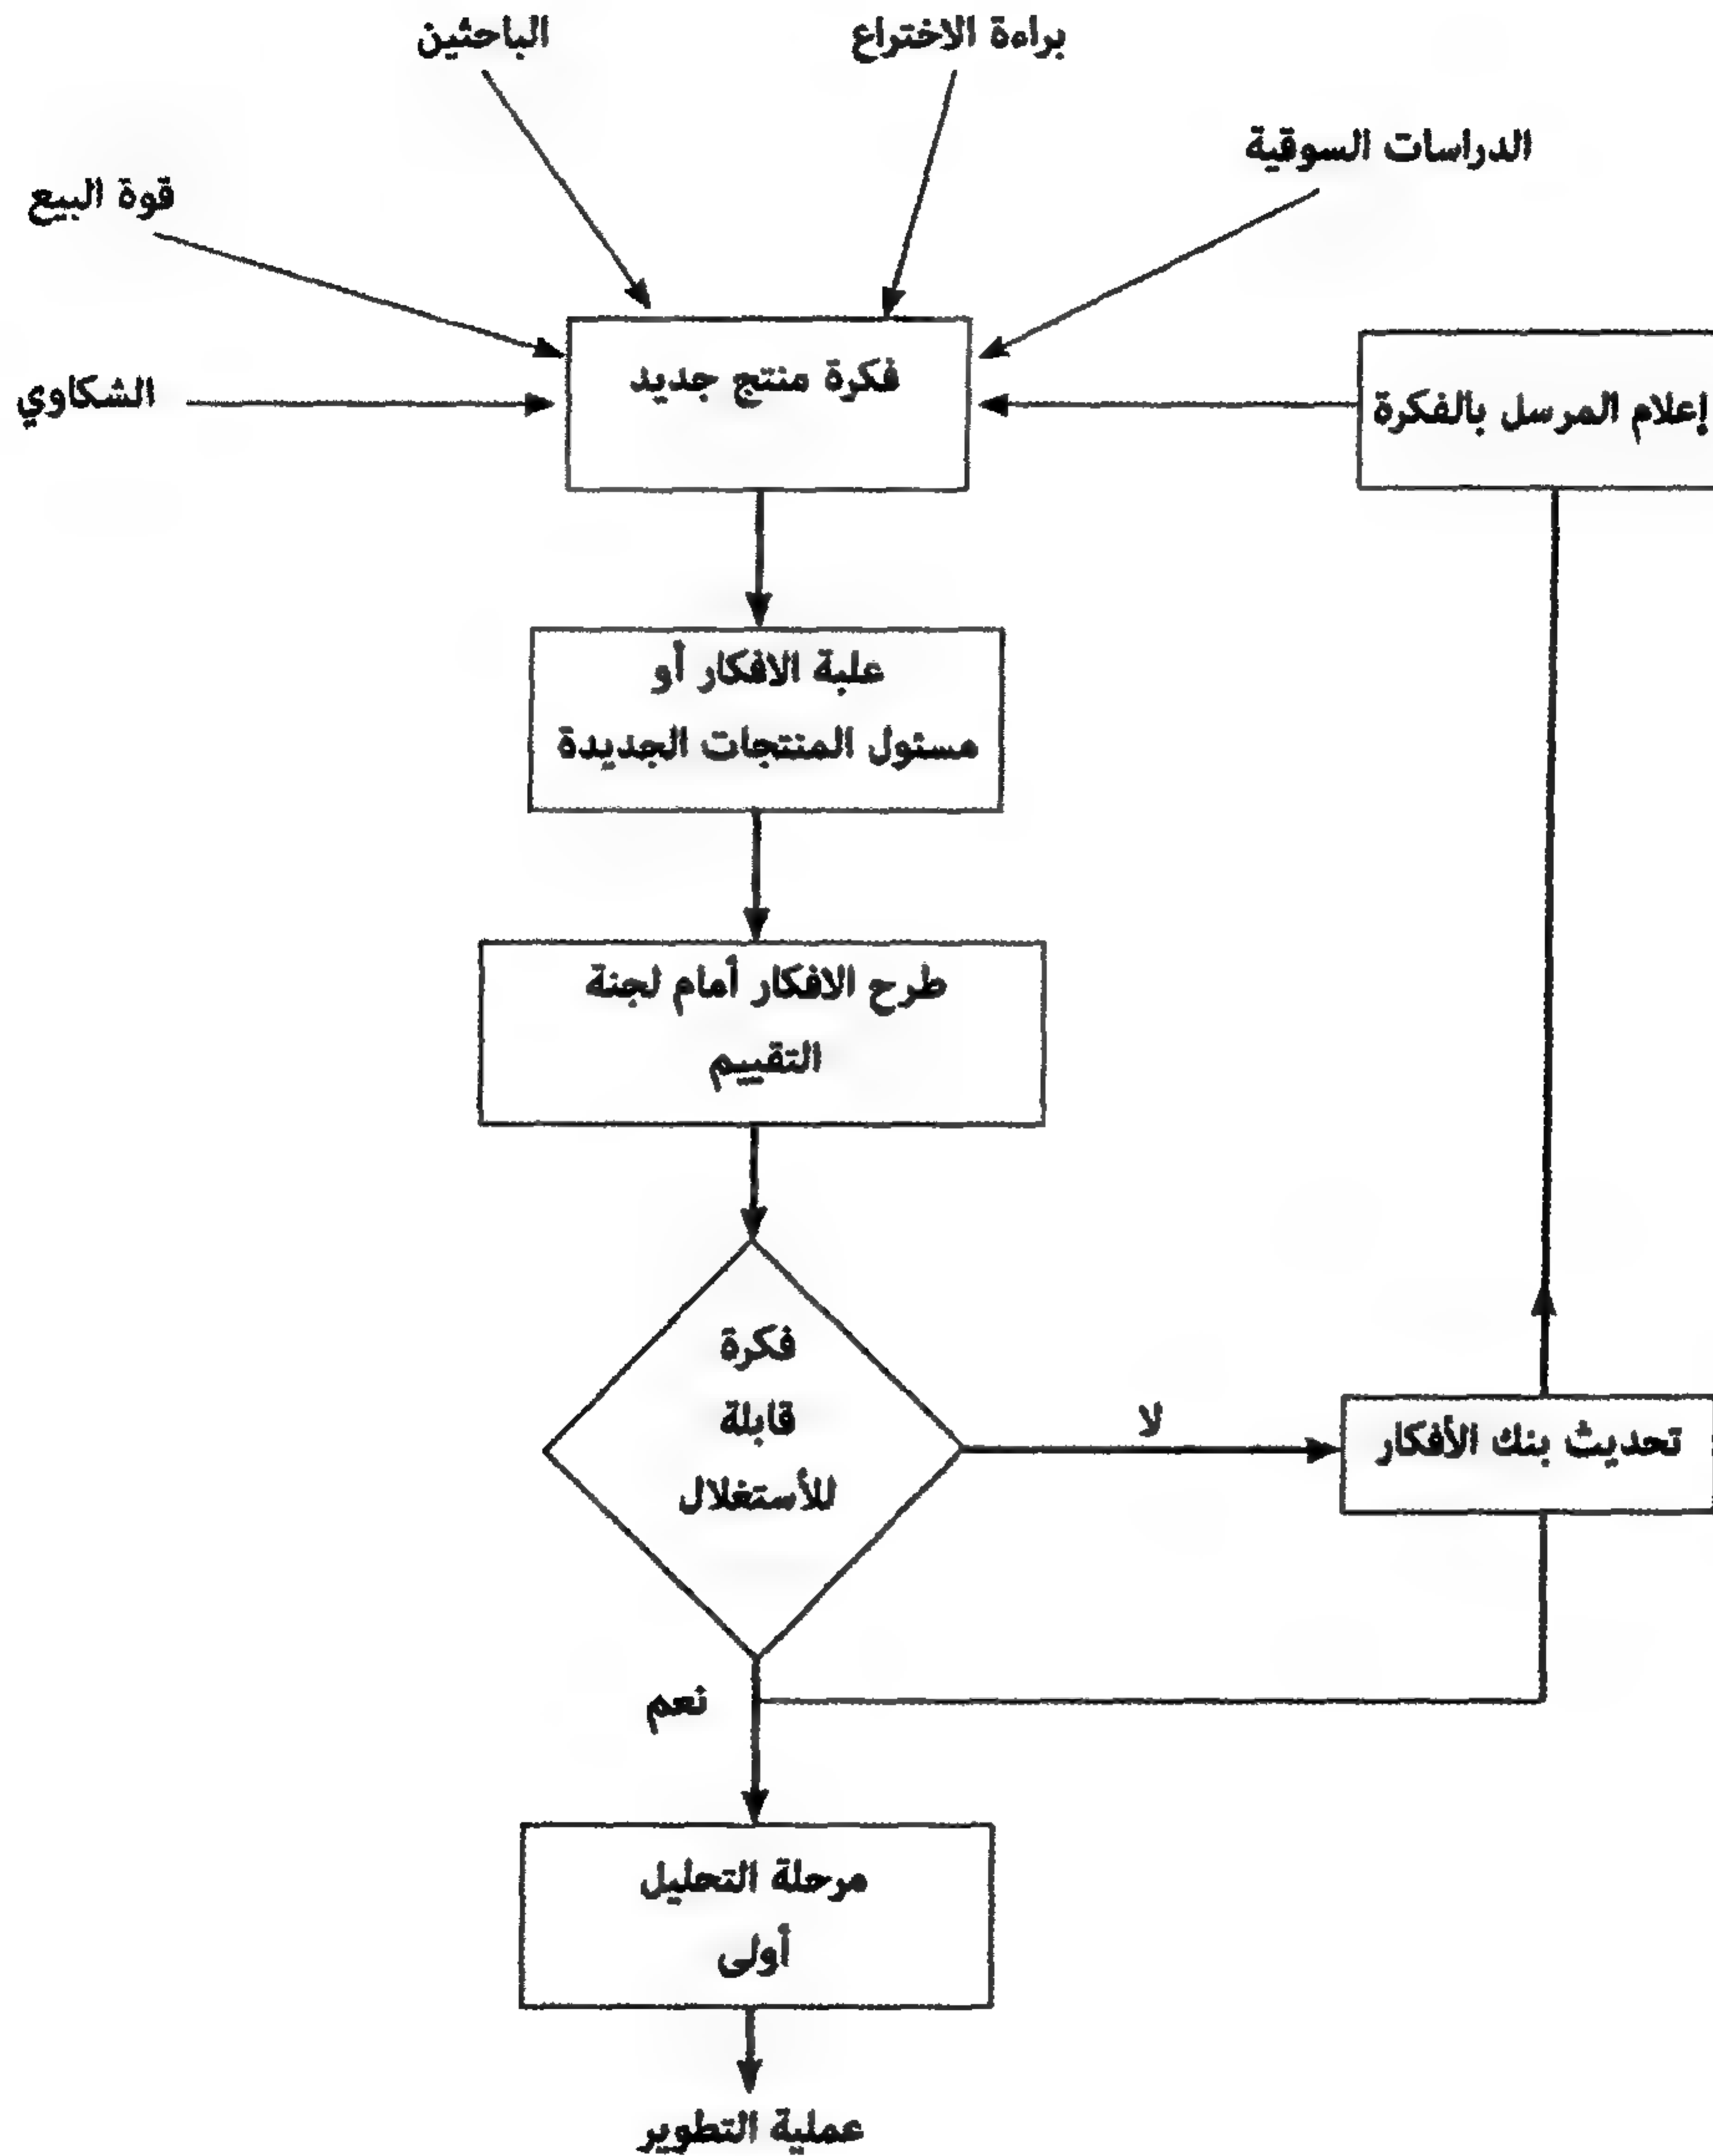 براءة الاختراع
الباحثين
الدراسات السوقية
قوة البيع
فكرة منتج جديد
الشكاوي
إعلام المرسل بالفكرة
علبة الافكار أو
مسئول المنتجات الجديدة
طرح الافكار أمام لجنة
التقييم
فكرة
قابلة
للأستغلال
لا
تحديث بنك الأفكار
نعم
مرحلة التحليل
أولى
عملية التطوير